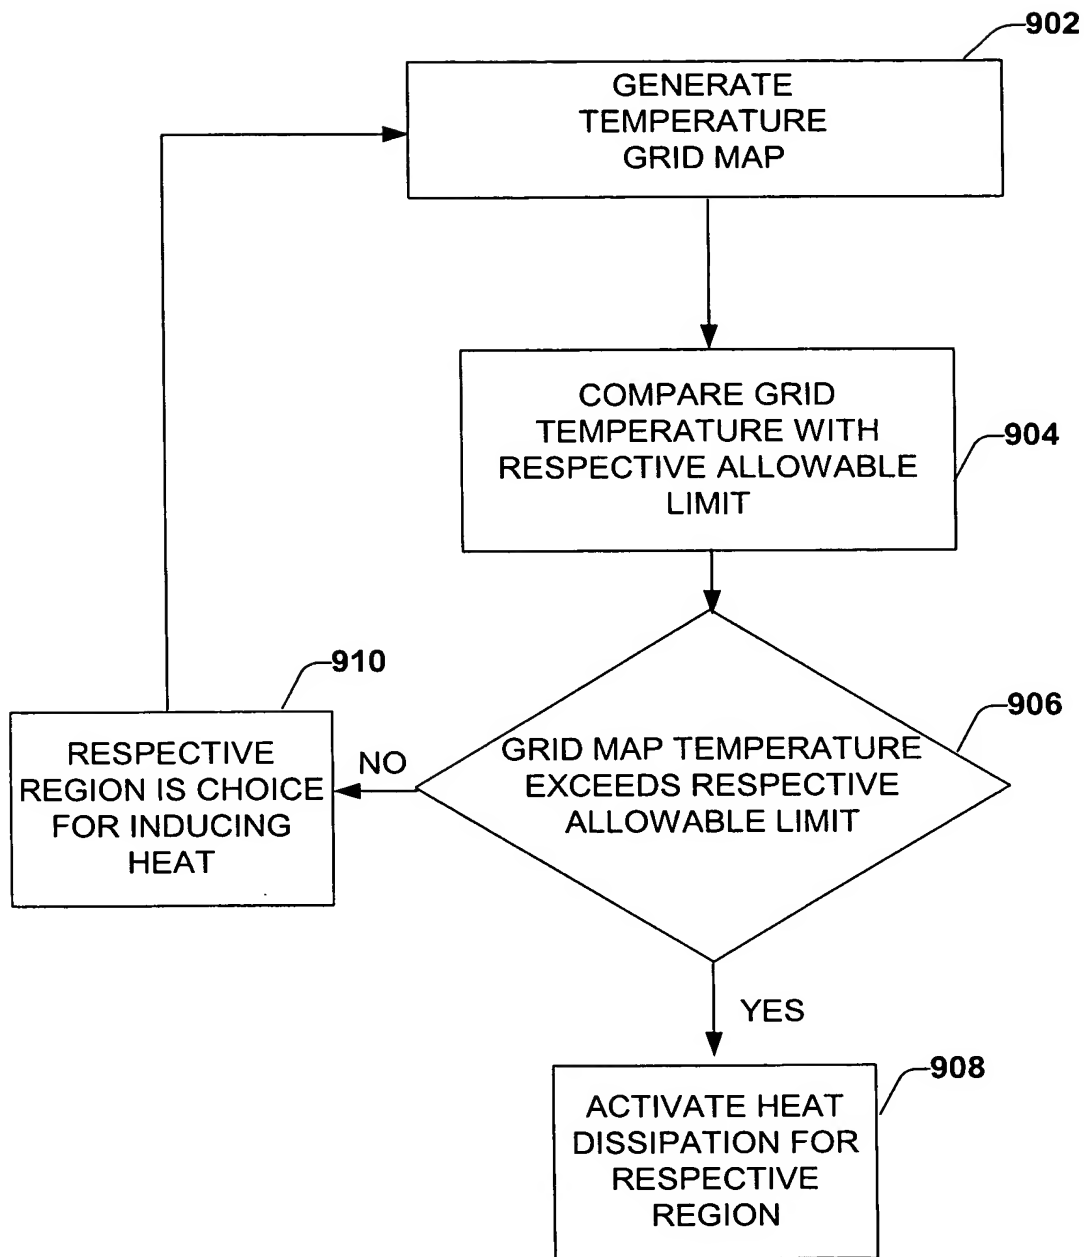 902
GENERATE
TEMPERATURE
GRID MAP
COMPARE GRID
TEMPERATURE WITH
RESPECTIVE ALLOWABLE
LIMIT
904
910
906
GRID MAP TEMPERATURE
EXCEEDS RESPECTIVE
ALLOWABLE LIMIT
NO
RESPECTIVE
REGION IS CHOICE
FOR INDUCING
HEAT
YES
908
ACTIVATE HEAT
DISSIPATION FOR
RESPECTIVE
REGION